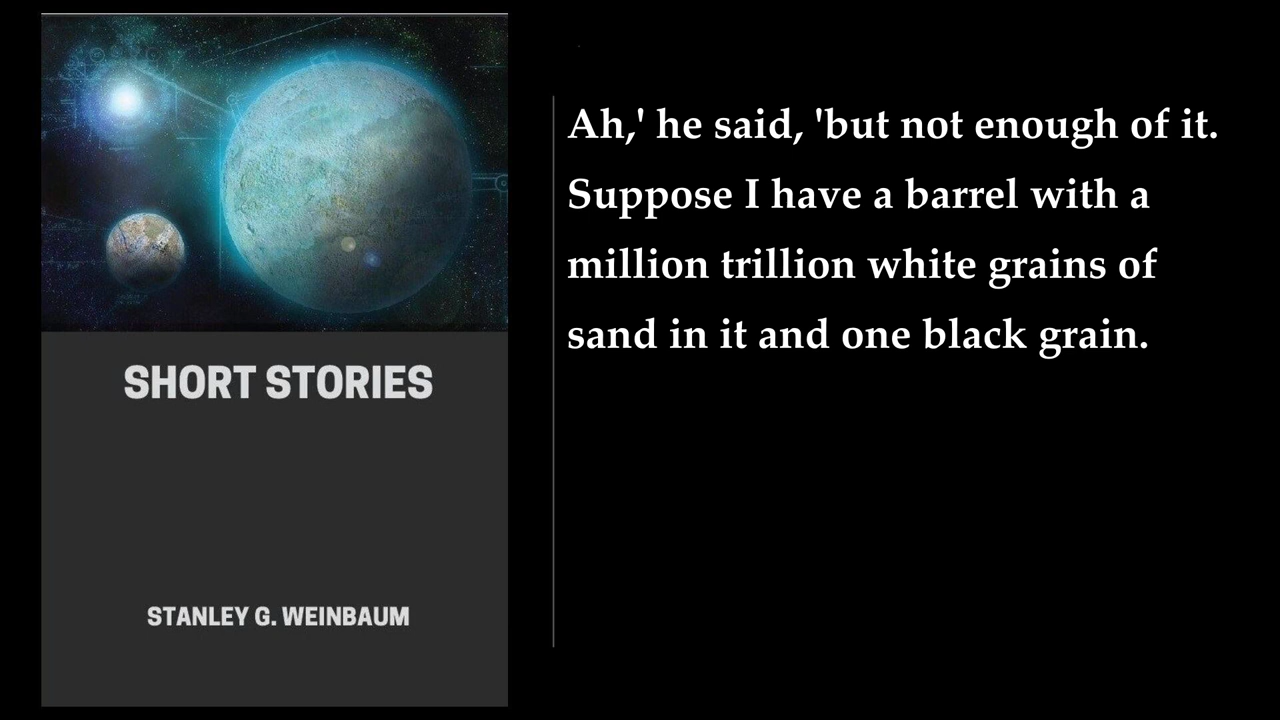 SHORT STORIES
STANLEY G. WEINBAUM
Ah,' he said, 'but not enough of it.
Suppose I have a barrel with a
million trillion white grains of
sand in it and one black grain.